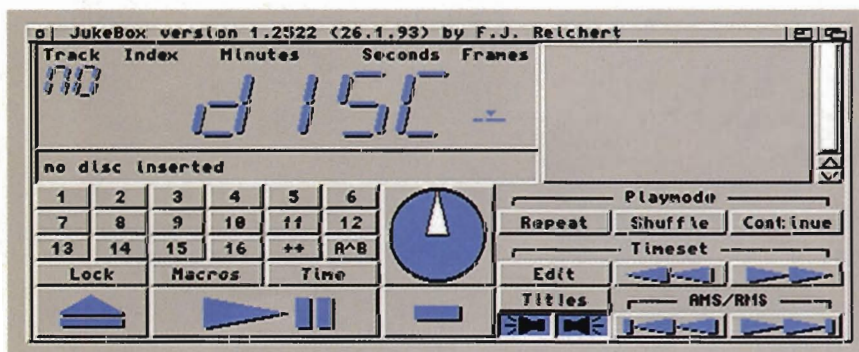 JukeBox version 1.2522 (26.1.93) by F.J. Reichert
Track Index Minutes Seconds Frames
no dISC
no disc inserted
1 2 3 4 5 6
7 8 9 10 11 12
13 14 15 16 ++ A^B
Lock Macros Time
Playmode
Repeat Shuffle Continue
Timeset
Edit
Titles AMS/RMS